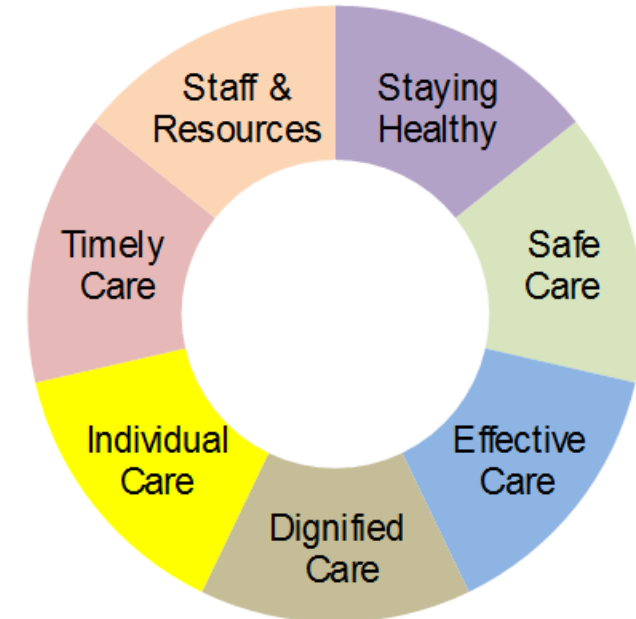 Staff &
Resources
Staying
Healthy
Timely
Care
Safe
Care
Individual
Care
Effective
Care
Dignified
Care